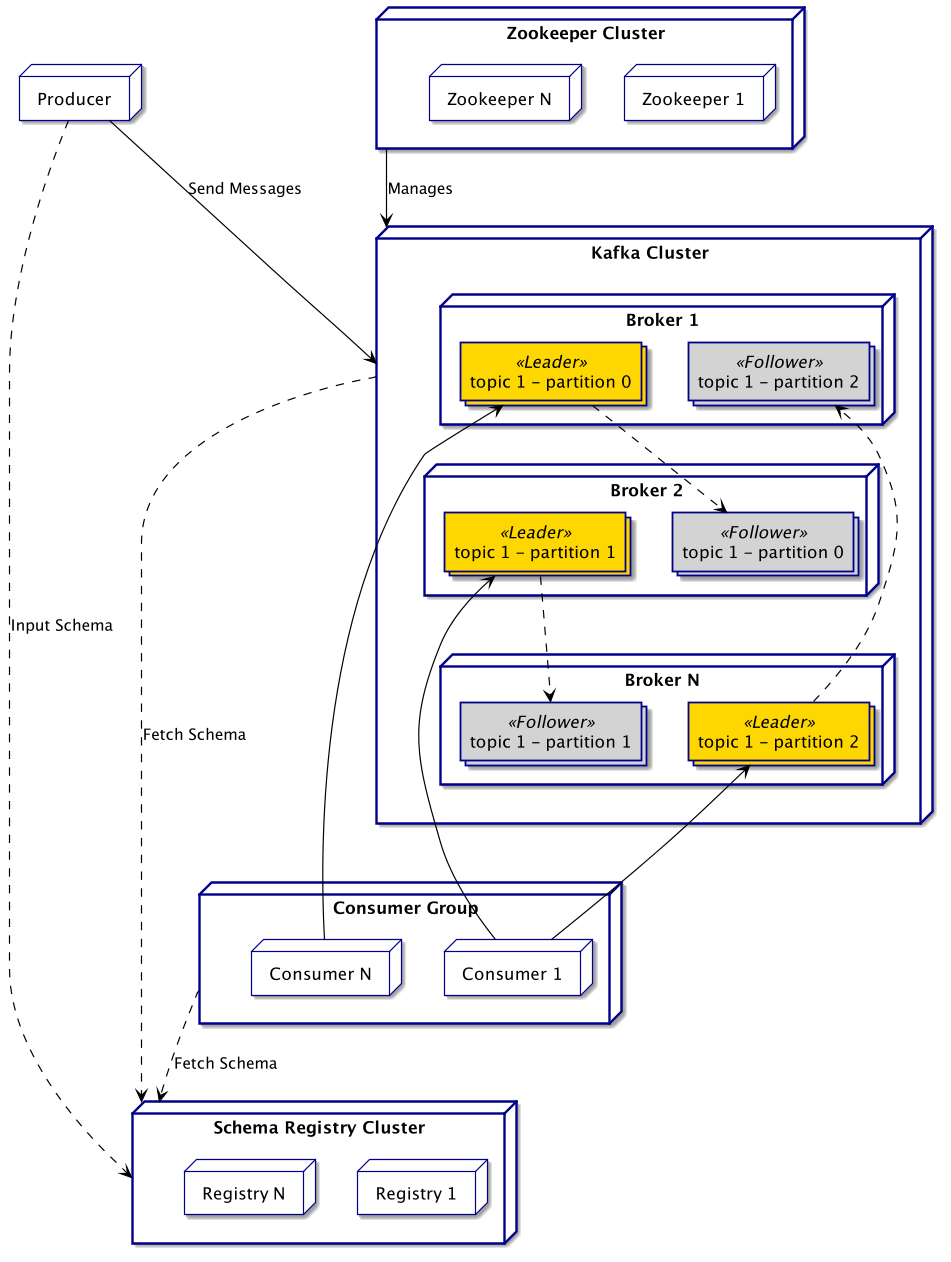 Zookeeper Cluster
Producer
Zookeeper N
Zookeeper 1
Send Messages
Manages
Kafka Cluster
Broker 1
«Leader»
topic 1 – partition 0
«Follower»
topic 1 – partition 2
Broker 2
«Leader»
topic 1 – partition 1
«Follower»
topic 1 – partition 0
Input Schema
Broker N
«Follower»
topic 1 – partition 1
«Leader»
topic 1 – partition 2
Fetch Schema
Consumer Group
Consumer N
Consumer 1
Fetch Schema
Schema Registry Cluster
Registry N
Registry 1